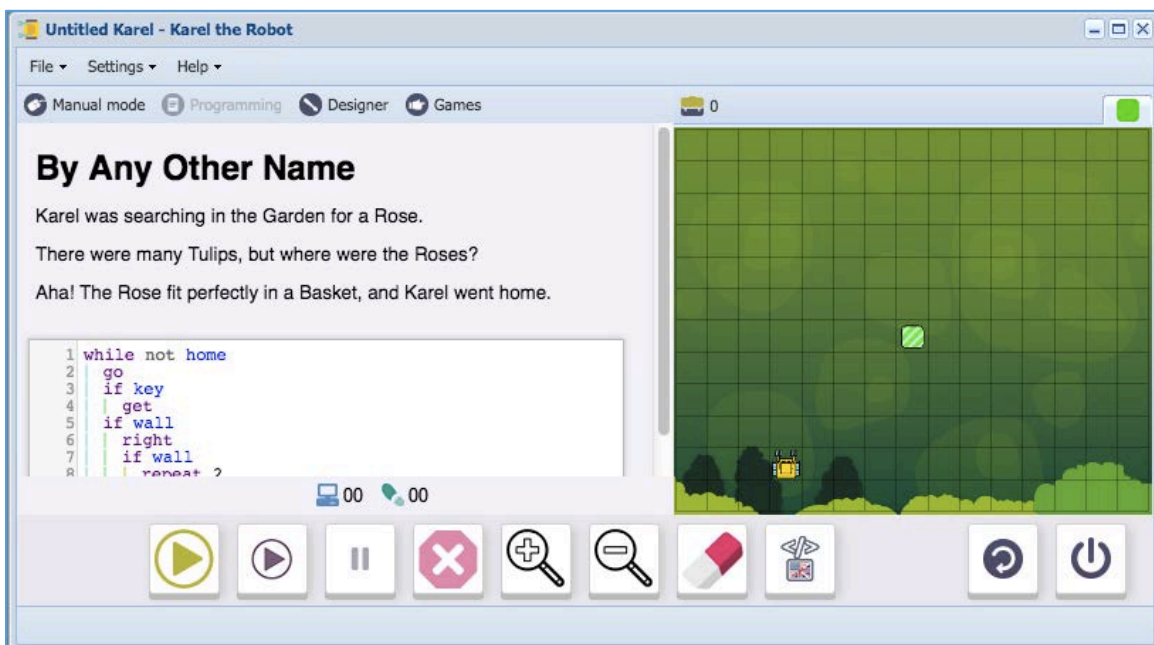 Untitled Karel - Karel the Robot
File Settings Help
Manual mode Programming Designer Games
0
By Any Other Name
Karel was searching in the Garden for a Rose.
There were many Tulips, but where were the Roses?
Aha! The Rose fit perfectly in a Basket, and Karel went home.
1 while not home
2 go
3 if key
4 get
5 if wall
6 right
7 if wall
8 repeat 2
00 00